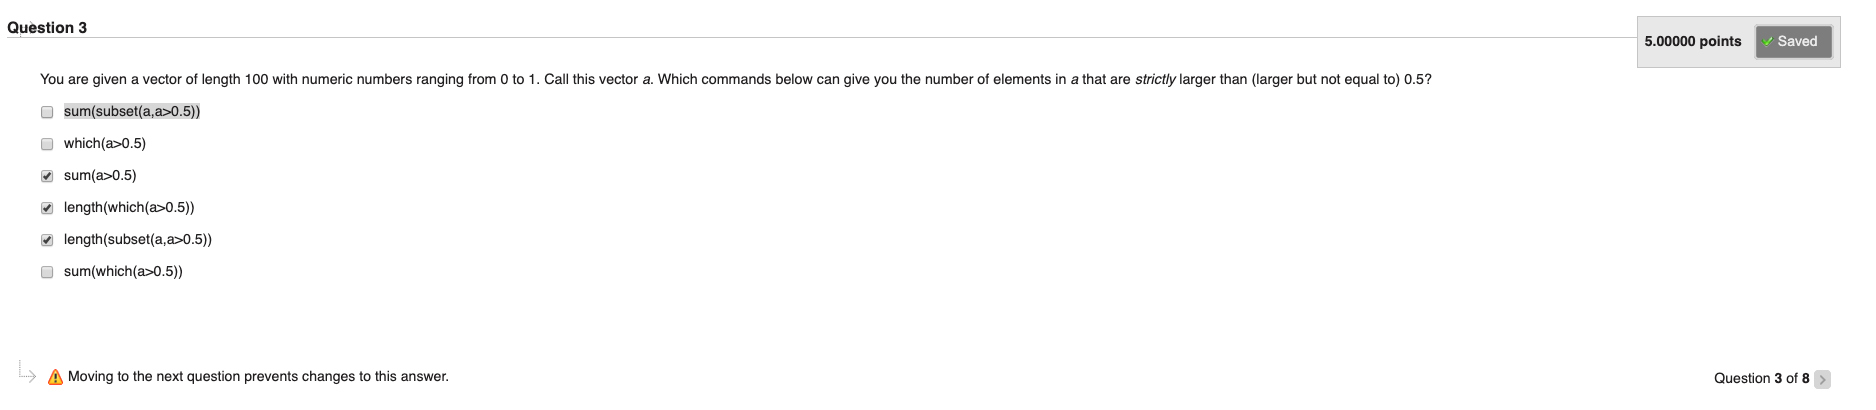 Question 3
5.00000 points
Saved
You are given a vector of length 100 with numeric numbers ranging from 0 to 1. Call this vector a. Which commands below can give you the number of elements in a that are strictly larger than (larger but not equal to) 0.5?
sum(subset(a,a>0.5))
which(a>0.5)
sum(a>0.5)
length(which(a>0.5))
length(subset(a,a>0.5))
sum(which(a>0.5))
Moving to the next question prevents changes to this answer.
Question 3 of 8